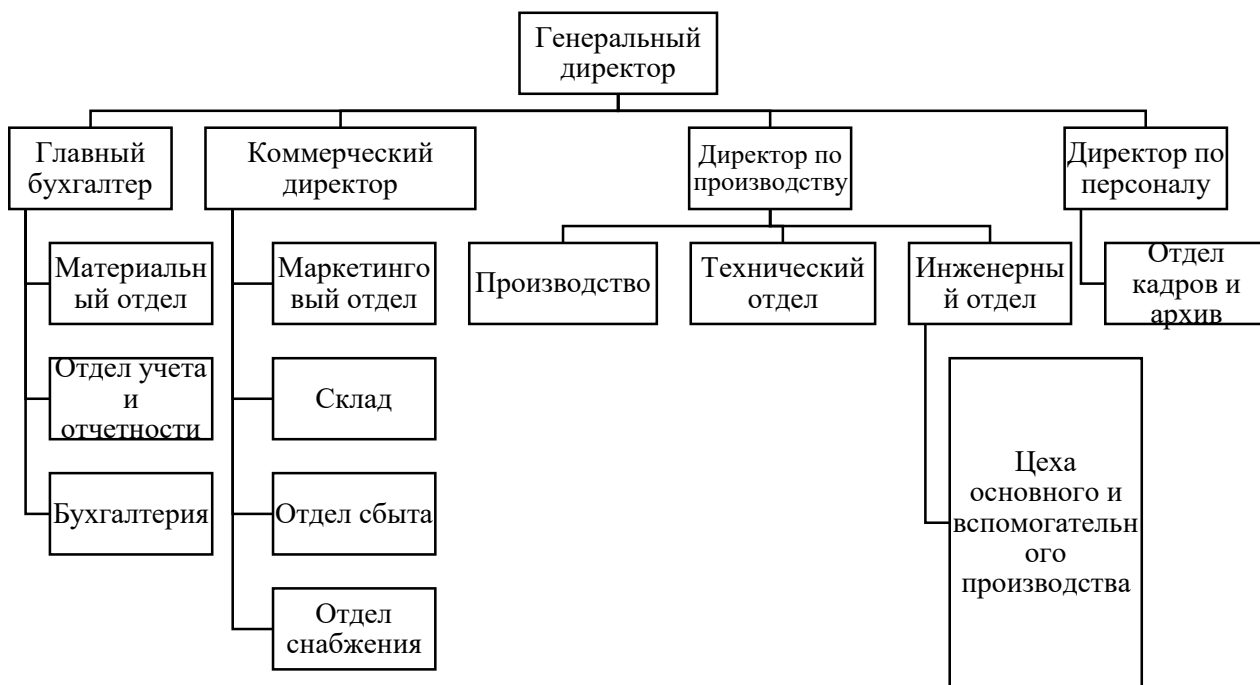 Генеральный
директор
Главный
бухгалтер
Коммерческий
директор
Директор по
производству
Директор по
персоналу
Материальн
ый отдел
Маркетинго
вый отдел
Производство
Технический
отдел
Инженерны
й отдел
Отдел
кадров и
архив
Отдел учета
и
отчетности
Склад
Цеха
основного и
вспомогательн
ого
производства
Бухгалтерия
Отдел сбыта
Отдел
снабжения